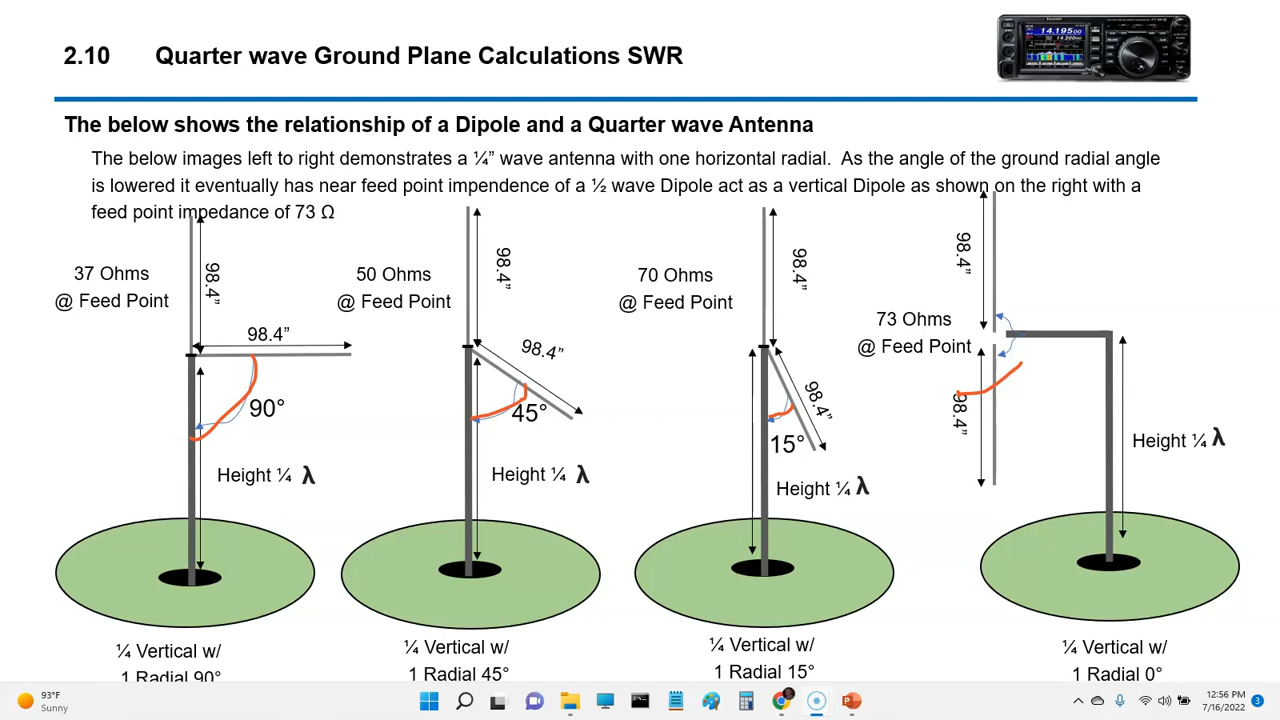 2.10 Quarter wave Ground Plane Calculations SWR
14.195.00
14.200.00
The below shows the relationship of a Dipole and a Quarter wave Antenna
The below images left to right demonstrates a ¼” wave antenna with one horizontal radial. As the angle of the ground radial angle
is lowered it eventually has near feed point impendence of a ½ wave Dipole act as a vertical Dipole as shown on the right with a
feed point impedance of 73 Ω
37 Ohms
@ Feed Point
98.4”
98.4”
90°
Height ¼ λ
¼ Vertical w/
1 Radial 90°
50 Ohms
@ Feed Point
98.4”
98.4”
45°
Height ¼ λ
¼ Vertical w/
1 Radial 45°
70 Ohms
@ Feed Point
98.4”
98.4”
15°
Height ¼ λ
¼ Vertical w/
1 Radial 15°
98.4”
73 Ohms
@ Feed Point
98.4”
Height ¼ λ
¼ Vertical w/
1 Radial 0°
93°F
Sunny
12:56 PM
7/16/2022
3